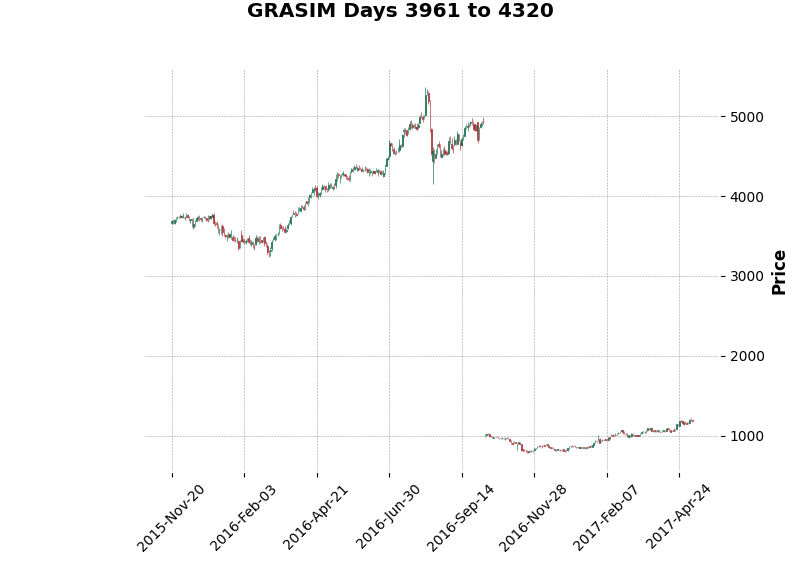 GRASIM Days 3961 to 4320
5000
4000
3000
2000
1000
Price
2015-Nov-20
2016-Feb-03
2016-Apr-21
2016-Jun-30
2016-Sep-14
2016-Nov-28
2017-Feb-07
2017-Apr-24